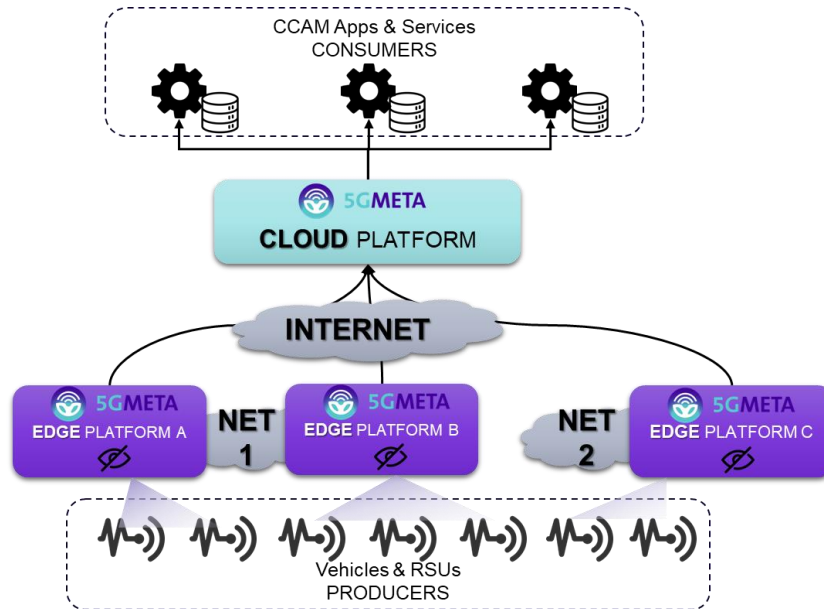 CCAM Apps & Services
CONSUMERS
5GMETA
CLOUD PLATFORM
INTERNET
5GMETA
EDGE PLATFORM A
NET
1
5GMETA
EDGE PLATFORM B
NET
2
5GMETA
EDGE PLATFORM C
Vehicles & RSUs
PRODUCERS